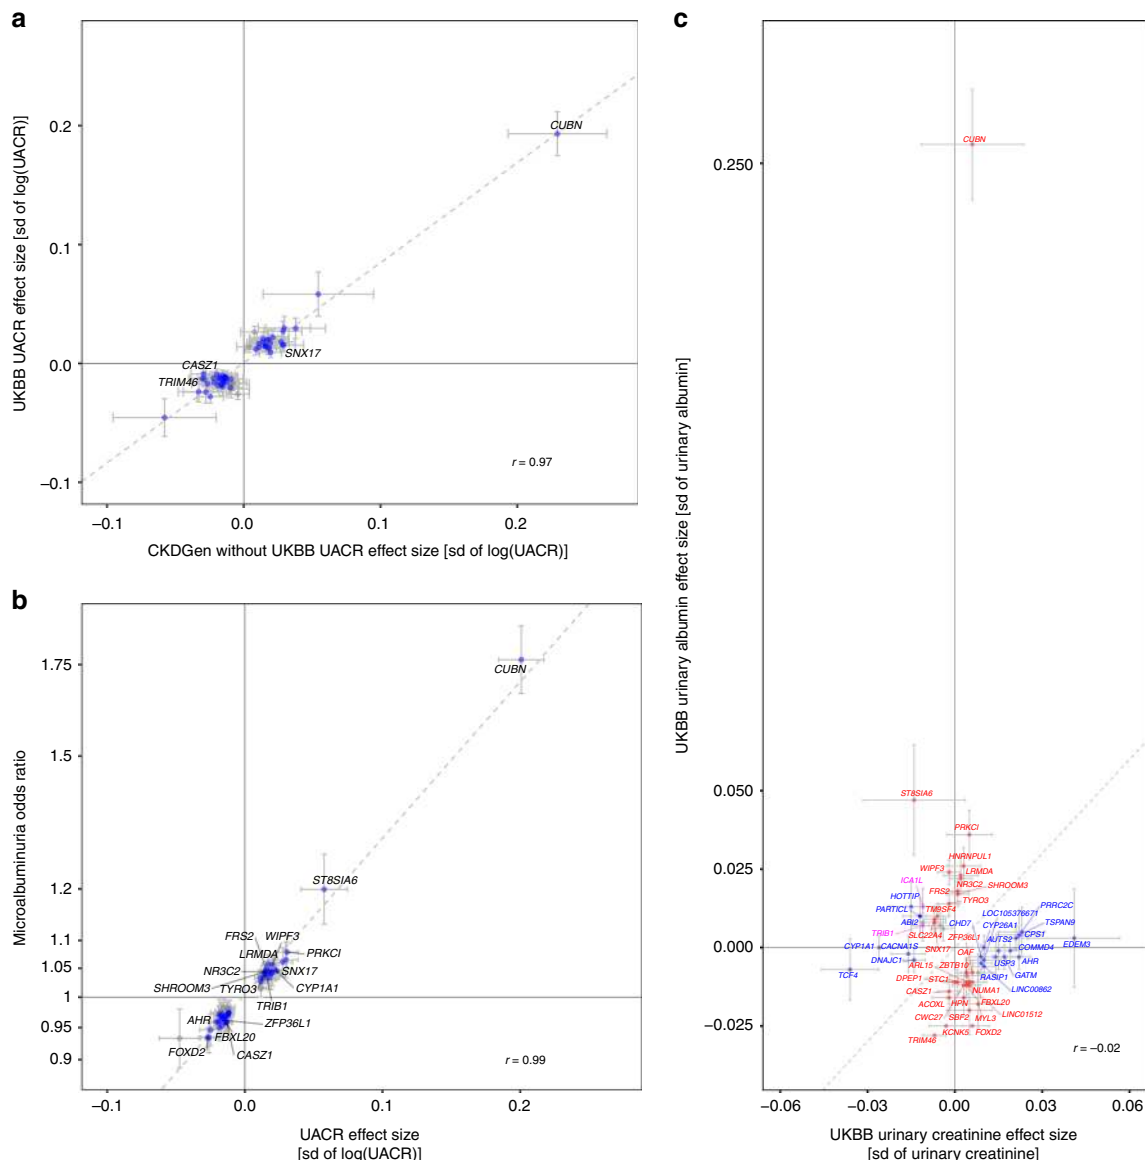 a
UKBB UACR effect size [sd of log(UACR)]
0.2
0.1
0.0
−0.1
CUBN
SNX17
CASZ1
TRIM46
r = 0.97
−0.1
0.0
0.1
0.2
CKDGen without UKBB UACR effect size [sd of log(UACR)]
b
Microalbuminuria odds ratio
1.75
1.5
1.2
1.1
1.05
1
0.95
0.9
CUBN
ST8SIA6
FRS2
WIPF3
LRMDA
PRKCI
NR3C2
SNX17
SHROOM3
TYRO3
CYP1A1
TRIB1
AHR
ZFP36L1
FBXL20
FOXD2
CASZ1
r = 0.99
−0.1
0.0
0.1
0.2
UACR effect size
[sd of log(UACR)]
c
UKBB urinary albumin effect size [sd of urinary albumin]
0.250
0.050
0.025
0.000
−0.025
CUBN
ST8SIA6
PRKCI
HNRNPUL1
WIPF3
LRMDA
ICA1L
NR3C2
SHROOM3
HOTTIP
FRS2
TYRO3
PARTICL
TM9SF4
LOC105376671
PRRC2C
ABI2
CHD7
CYP26A1
TSPAN9
TRIB1
SLC22A4
ZFP36L1
AUTS2
CPS1
CYP1A1
CACNA1S
SNX17
OAF
COMMD4
EDEM3
DNAJC1
ARL15
ZBTB10
USP3
AHR
TCF4
DPEP1
STC1
RASIP1
GATM
CASZ1
NUMA1
LINC00862
ACOXL
HPN
FBXL20
CWC27
SBF2
MYL3
LINC01512
KCNK5
FOXD2
TRIM46
r = −0.02
−0.06
−0.03
0.00
0.03
0.06
UKBB urinary creatinine effect size
[sd of urinary creatinine]